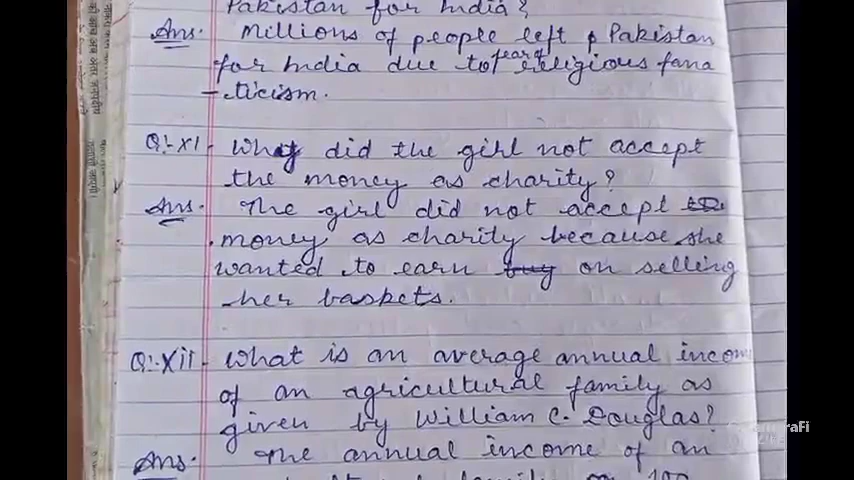 Pakistan for India?
Ans. Millions of people left Pakistan
for India due to fear of religious fana
-ticism.
Q:-XI. Why did the girl not accept
the money as charity?
Ans. The girl did not accept
money as charity because she
wanted to earn buy on selling
her baskets.
Q:-XII. What is an average annual incom
of an agricultural family as
given by William C. Douglas?
Ans. The annual income of an
family 100